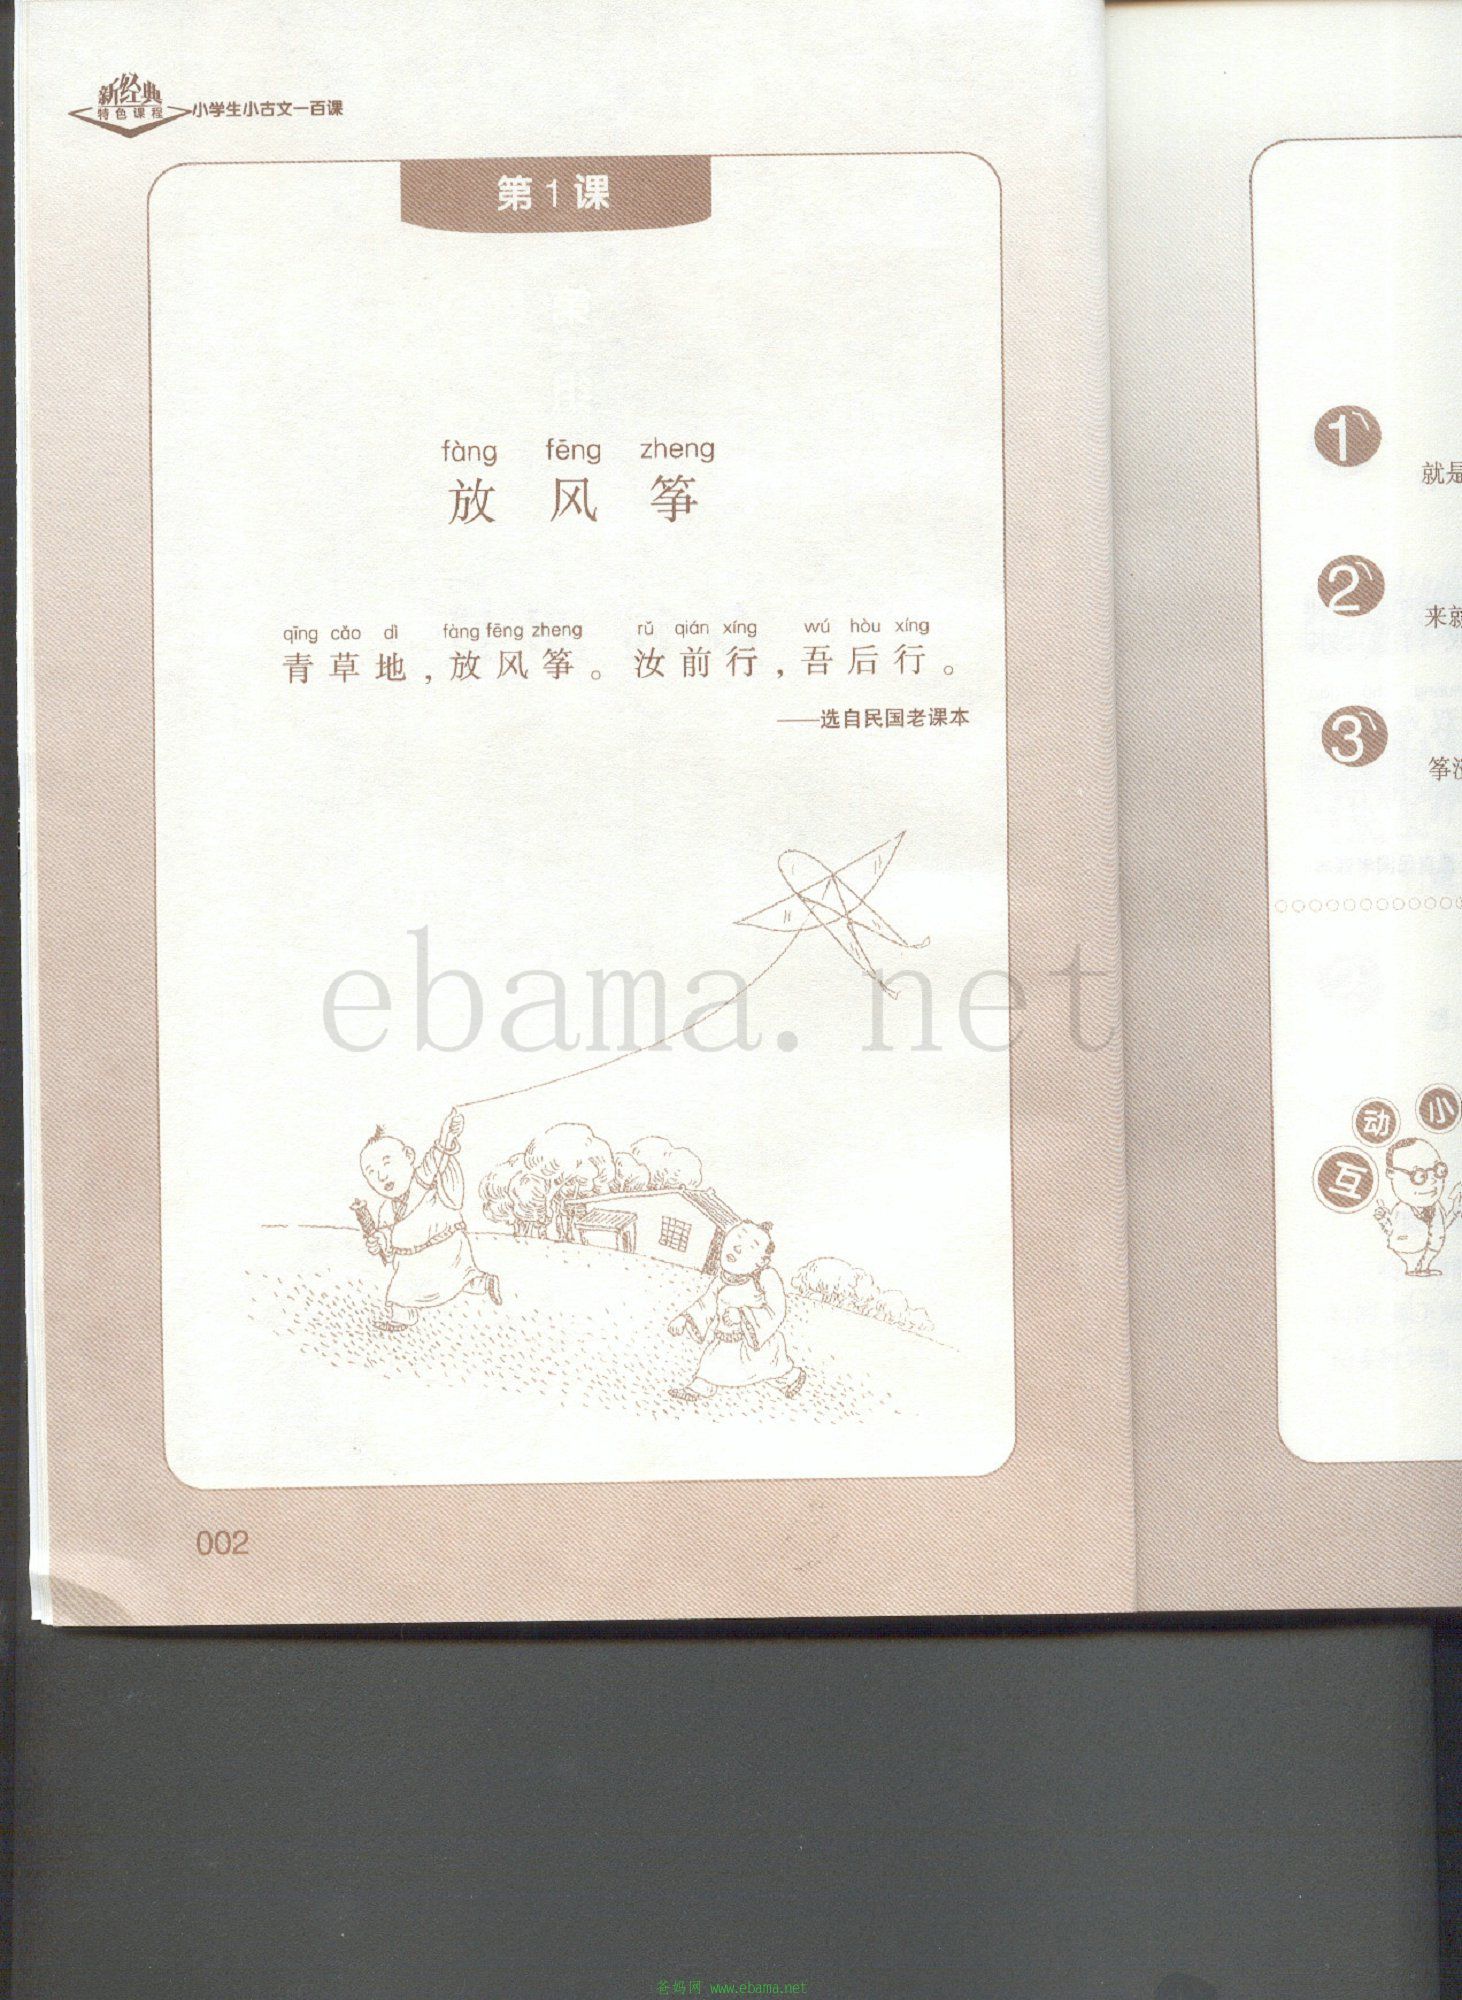 新经典
特色课程
小学生小古文一百课
第1课
fàng fēng zheng
放风筝
qīng cǎo dì fàng fēng zheng rǔ qián xíng wú hòu xíng
青草地，放风筝。汝前行，吾后行。
——选自民国老课本
ebama.net
002
1
就是
2
来就
3
筝没
互动小
爸妈网 www.ebama.net